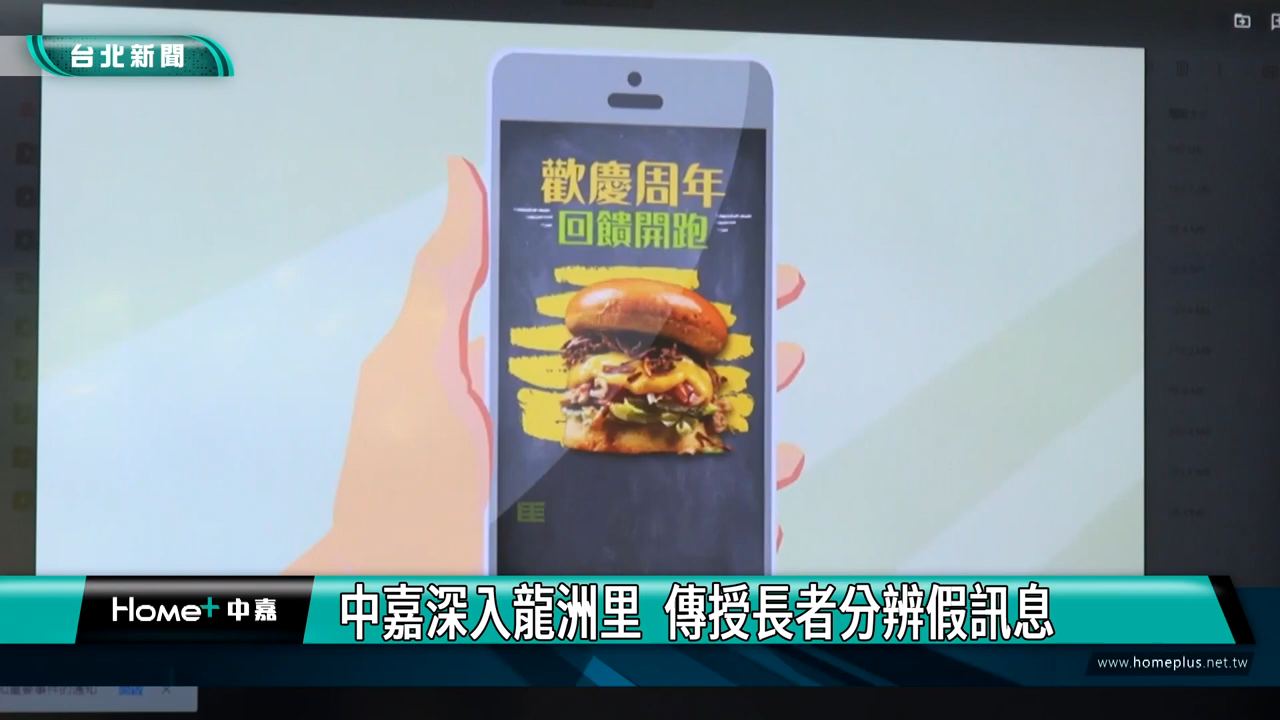 台北新聞
歡慶周年
回饋開跑
Home+中嘉
中嘉深入龍洲里 傳授長者分辨假訊息
www.homeplus.net.tw